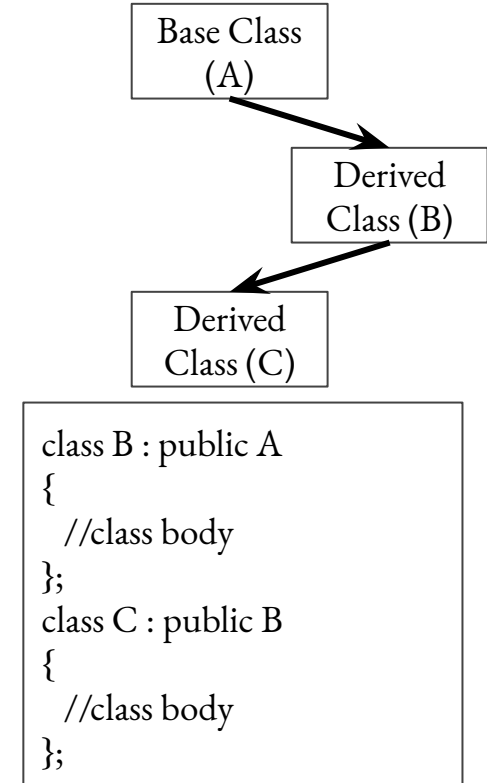 Base Class
(A)
Derived
Class (B)
Derived
Class (C)
class B : public A
{
//class body
};
class C : public B
{
//class body
};